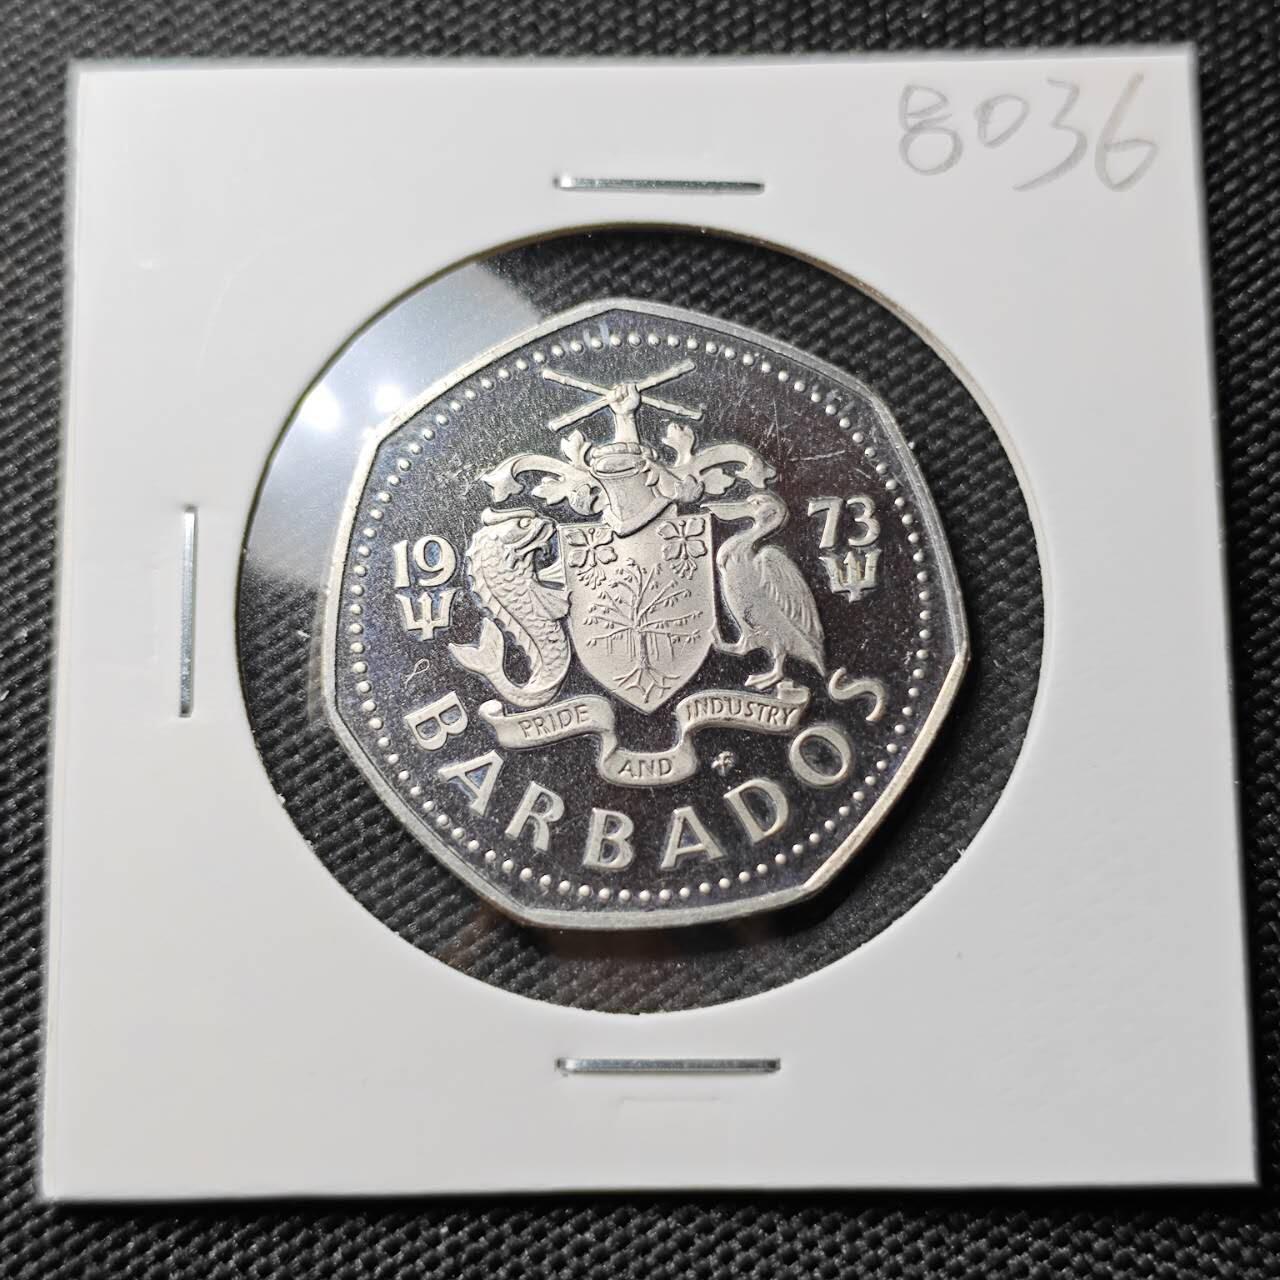 8036
19 73
PRIDE AND INDUSTRY
BARBADOS